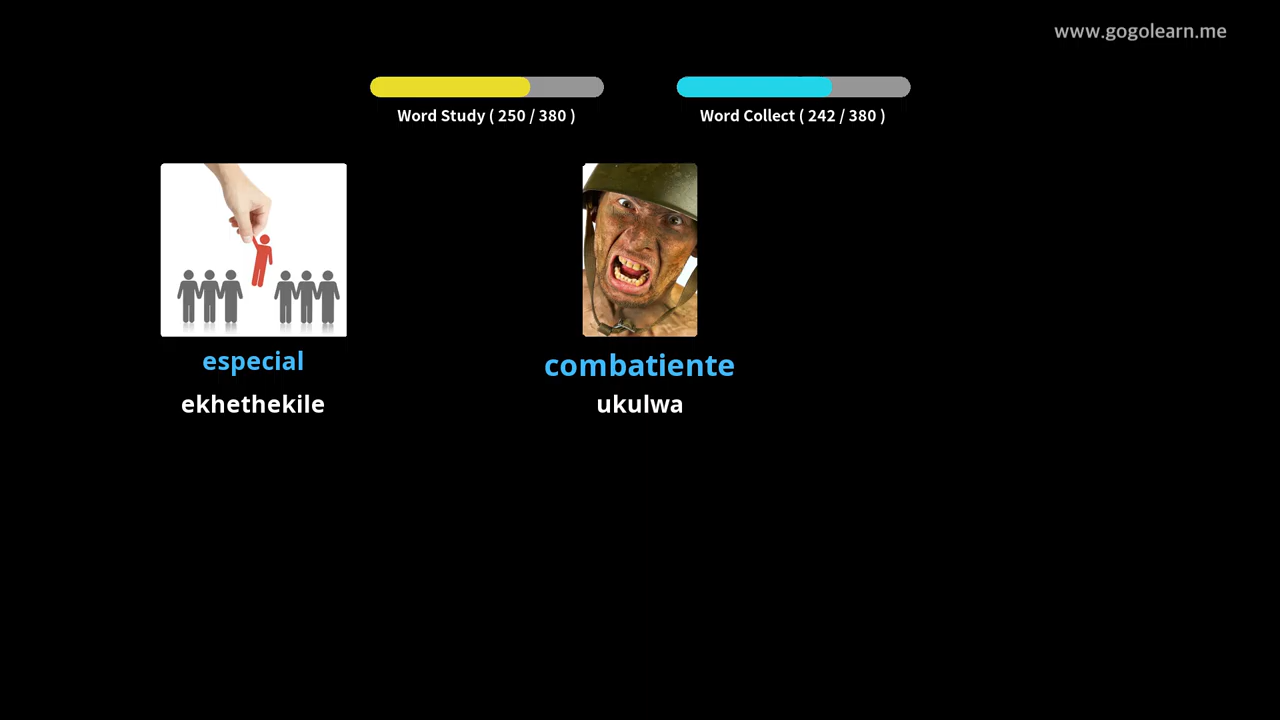 www.gogolearn.me
Word Study ( 250 / 380 )
Word Collect ( 242 / 380 )
especial
combatiente
ekhethekile
ukulwa